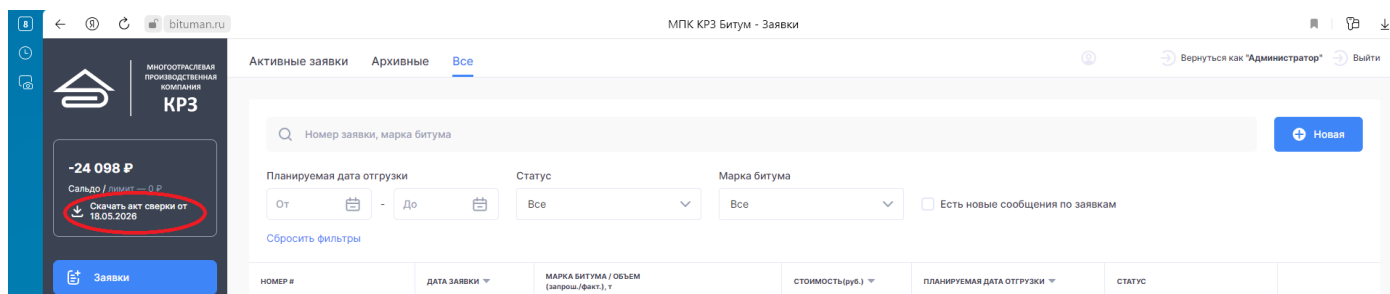 8
bituman.ru
МПК КРЗ Битум - Заявки
МНОГООТРАСЛЕВАЯ
ПРОИЗВОДСТВЕННАЯ
КОМПАНИЯ
КРЗ
Активные заявки Архивные Все
Вернуться как "Администратор" Выйти
Номер заявки, марка битума
Новая
-24 098 ₽
Сальдо / лимит — 0 ₽
Скачать акт сверки от
18.05.2026
Планируемая дата отгрузки Статус Марка битума
От - До Все Все Есть новые сообщения по заявкам
Сбросить фильтры
Заявки
НОМЕР # ДАТА ЗАЯВКИ МАРКА БИТУМА / ОБЪЕМ СТОИМОСТЬ(руб.) ПЛАНИРУЕМАЯ ДАТА ОТГРУЗКИ СТАТУС
(запрош./факт.), т